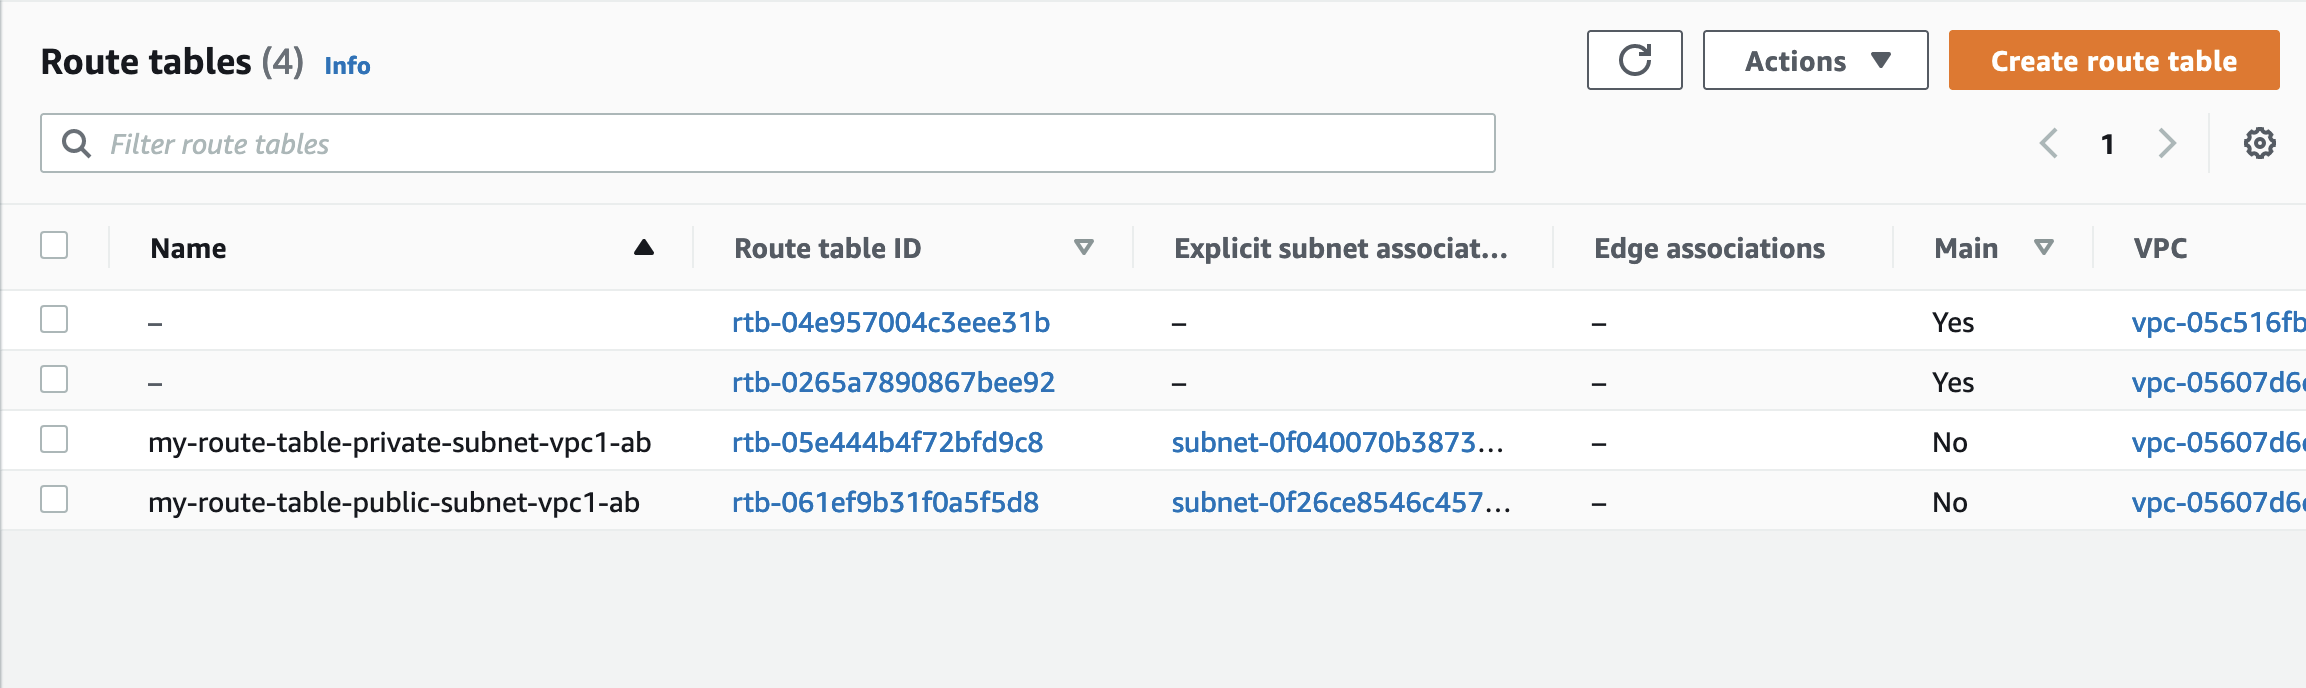 Route tables (4) Info
Actions
Create route table
Filter route tables
1
Name Route table ID Explicit subnet associat... Edge associations Main VPC
– rtb-04e957004c3eee31b – – Yes vpc-05c516fb
– rtb-0265a7890867bee92 – – Yes vpc-05607d6
my-route-table-private-subnet-vpc1-ab rtb-05e444b4f72bfd9c8 subnet-0f040070b3873... – No vpc-05607d6
my-route-table-public-subnet-vpc1-ab rtb-061ef9b31f0a5f5d8 subnet-0f26ce8546c457... – No vpc-05607d6